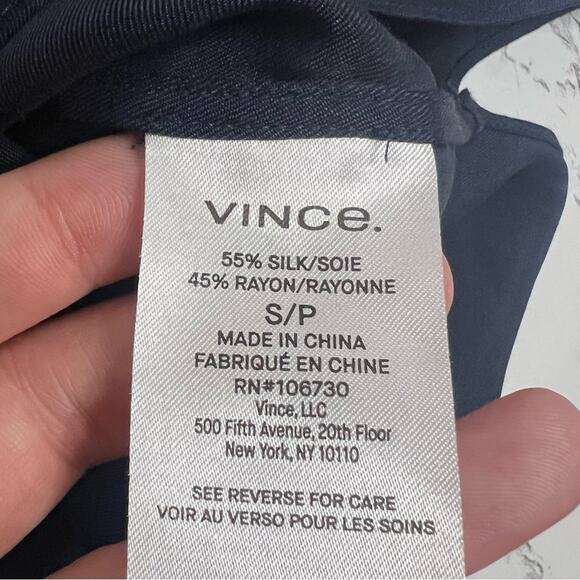 VINCe.
55% SILK/SOIE
45% RAYON/RAYONNE
S/P
MADE IN CHINA
FABRIQUÉ EN CHINE
RN#106730
Vince, LLC
500 Fifth Avenue, 20th Floor
New York, NY 10110
SEE REVERSE FOR CARE
VOIR AU VERSO POUR LES SOINS